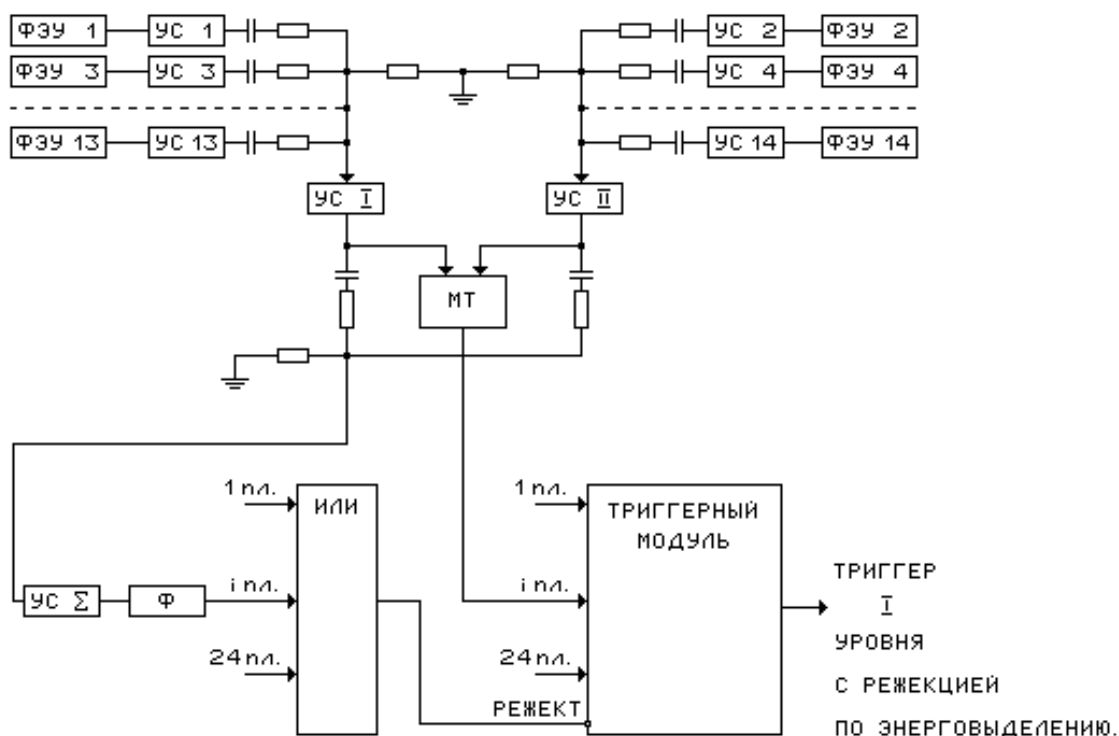 ФЭУ 1 УС 1 УС 2 ФЭУ 2
ФЭУ 3 УС 3 УС 4 ФЭУ 4
ФЭУ 13 УС 13 УС 14 ФЭУ 14
УС I УС II
МТ
1 пл. ИЛИ 1 пл. ТРИГГЕРНЫЙ
МОДУЛЬ
УС Σ Ф i пл. i пл.
24 пл. 24 пл.
РЕЖЕКТ
ТРИГГЕР
I
УРОВНЯ
С РЕЖЕКЦИЕЙ
ПО ЭНЕРГОВЫДЕЛЕНИЮ.